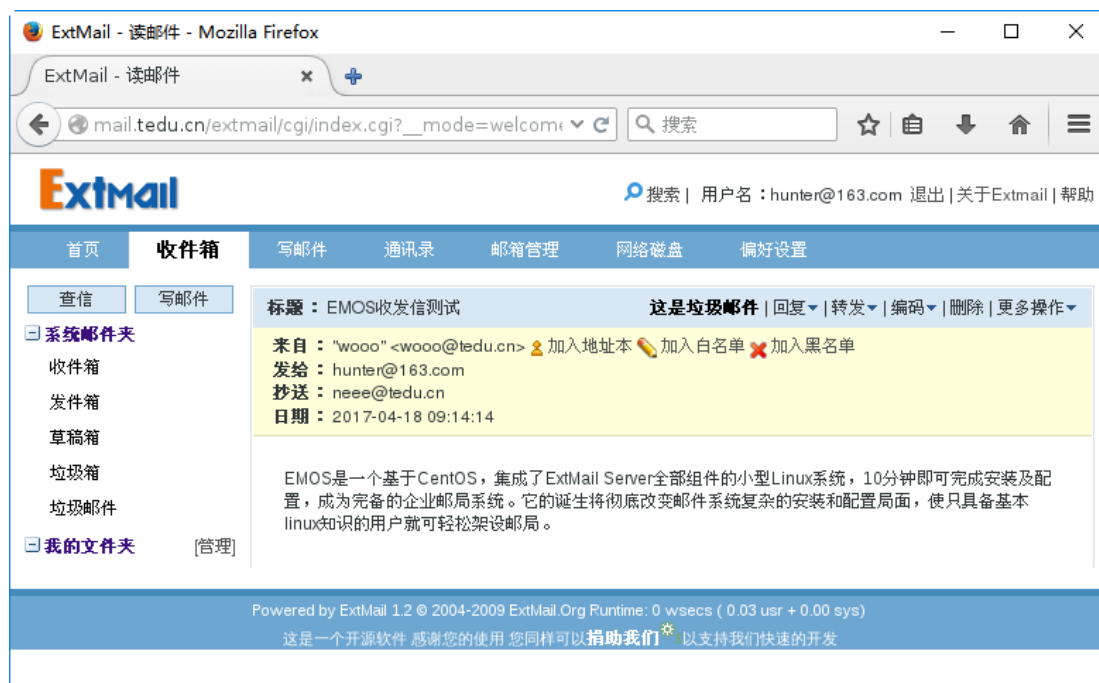 ExtMail - 读邮件 - Mozilla Firefox
ExtMail - 读邮件
mail.tedu.cn/extmail/cgi/index.cgi?__mode=welcome 搜索
Extmail
搜索 | 用户名：hunter@163.com 退出 | 关于Extmail | 帮助
首页 收件箱 写邮件 通讯录 邮箱管理 网络磁盘 偏好设置
查信 写邮件
系统邮件夹
收件箱
发件箱
草稿箱
垃圾箱
垃圾邮件
我的文件夹 [管理]
标题：EMOS收发信测试 这是垃圾邮件 | 回复 | 转发 | 编码 | 删除 | 更多操作
来自："wooo" <wooo@tedu.cn> 加入地址本 加入白名单 加入黑名单
发给：hunter@163.com
抄送：neee@tedu.cn
日期：2017-04-18 09:14:14
EMOS是一个基于CentOS，集成了ExtMail Server全部组件的小型Linux系统，10分钟即可完成安装及配
置，成为完备的企业邮局系统。它的诞生将彻底改变邮件系统复杂的安装和配置局面，使只具备基本
linux知识的用户就可轻松架设邮局。
Powered by ExtMail 1.2 © 2004-2009 ExtMail.Org Runtime: 0 wsecs ( 0.03 usr + 0.00 sys)
这是一个开源软件 感谢您的使用 您同样可以捐助我们 以支持我们快速的开发